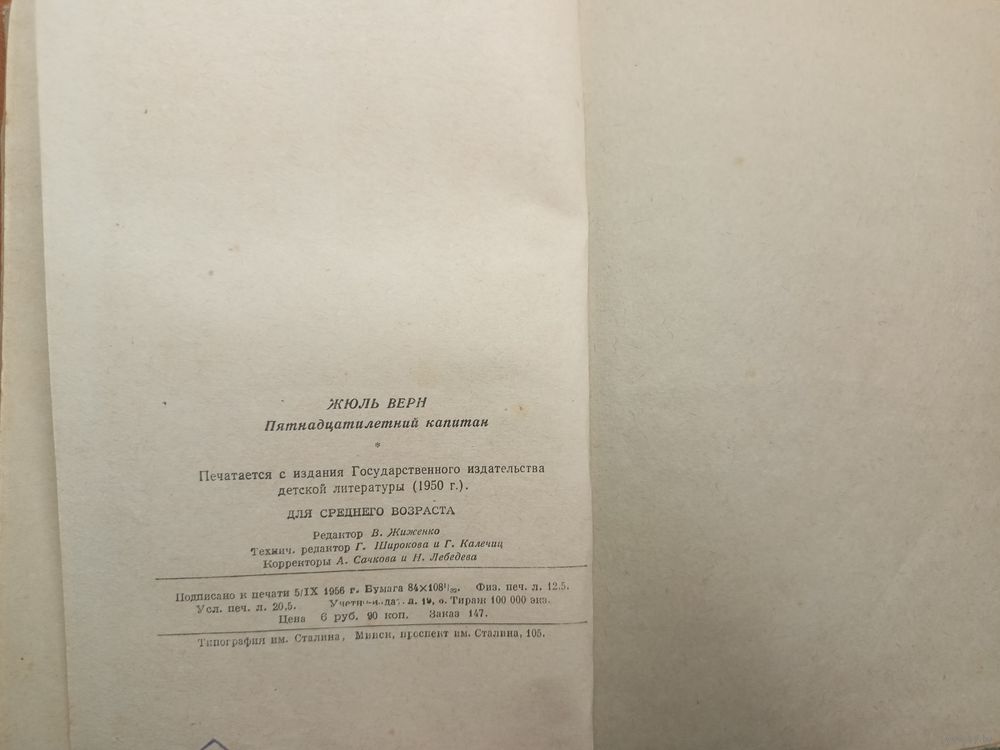 ЖЮЛЬ ВЕРН
Пятнадцатилетний капитан
*
Печатается с издания Государственного издательства
детской литературы (1950 г.).
ДЛЯ СРЕДНЕГО ВОЗРАСТА
Редактор В. Жиженко
Технич. редактор Г. Широкова и Г. Калечиц
Корректоры А. Сачкова и Н. Лебедева
Подписано к печати 5/IX 1956 г. Бумага 84×108¹/₃₂. Физ. печ. л. 12,5.
Усл. печ. л. 20,5. Тираж 100 000 экз.
Цена 6 руб. 90 коп. Заказ 147.
Типография им. Сталина, Минск, проспект им. Сталина, 105.